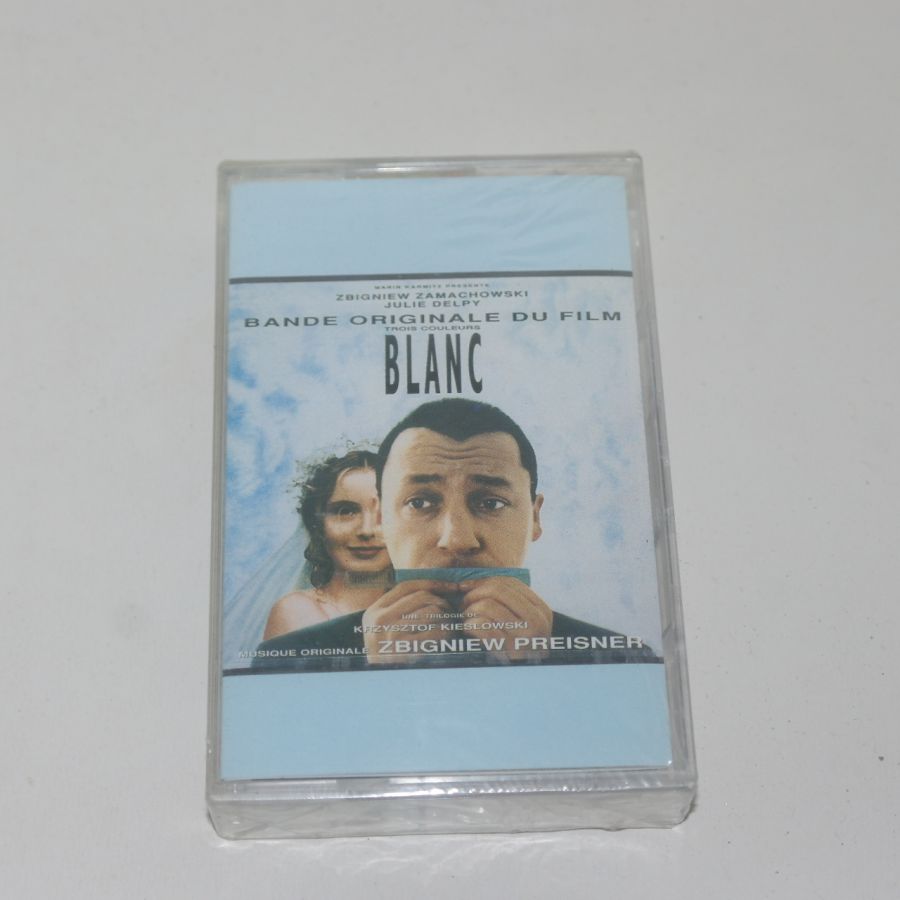 MARIN KARMITZ PRESENTE
ZBIGNIEW ZAMACHOWSKI
JULIE DELPY
BANDE ORIGINALE DU FILM
TROIS COULEURS
BLANC
UNE TRILOGIE DE
KRZYSZTOF KIESLOWSKI
MUSIQUE ORIGINALE ZBIGNIEW PREISNER